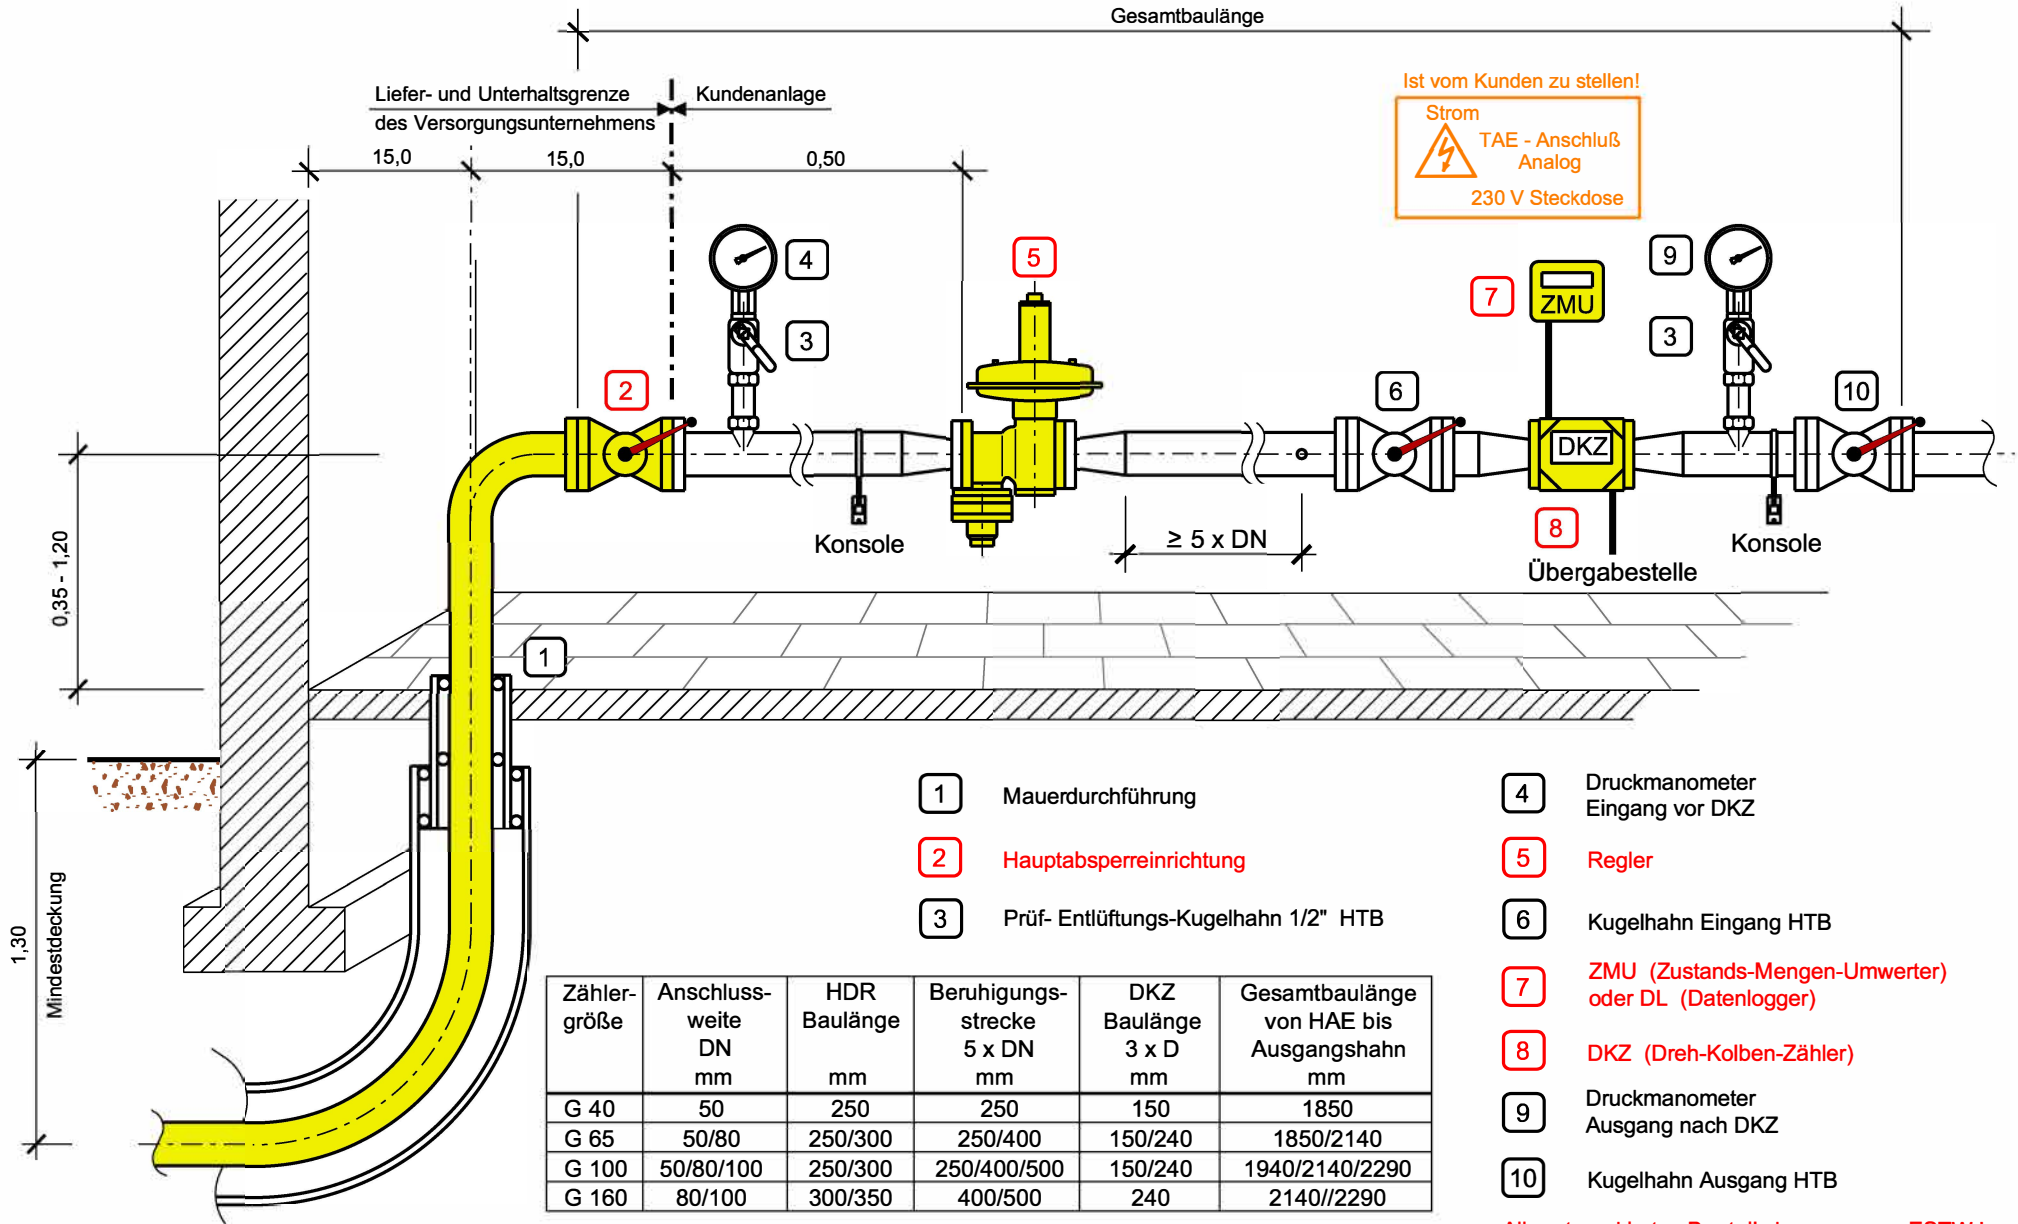 Gesamtbaulänge
Ist vom Kunden zu stellen!
Liefer- und Unterhaltsgrenze
des Versorgungsunternehmens
Kundenanlage
Strom
TAE - Anschluß
Analog
230 V Steckdose
15,0
15,0
0,50
4
5
9
7
ZMU
3
3
2
6
10
DKZ
8
Konsole
≥ 5 x DN
Konsole
Übergabestelle
0,35 - 1,20
1
1,30
Mindestdeckung
1 Mauerdurchführung
2 Hauptabsperreinrichtung
3 Prüf- Entlüftungs-Kugelhahn 1/2" HTB
4 Druckmanometer
Eingang vor DKZ
5 Regler
6 Kugelhahn Eingang HTB
7 ZMU (Zustands-Mengen-Umwerter)
oder DL (Datenlogger)
8 DKZ (Dreh-Kolben-Zähler)
9 Druckmanometer
Ausgang nach DKZ
10 Kugelhahn Ausgang HTB
Zähler- Anschluss- HDR Beruhigungs- DKZ Gesamtbaulänge
größe weite Baulänge strecke Baulänge von HAE bis
DN 5 x DN 3 x D Ausgangshahn
mm mm mm mm mm
G 40 50 250 250 150 1850
G 65 50/80 250/300 250/400 150/240 1850/2140
G 100 50/80/100 250/300 250/400/500 150/240 1940/2140/2290
G 160 80/100 300/350 400/500 240 2140//2290